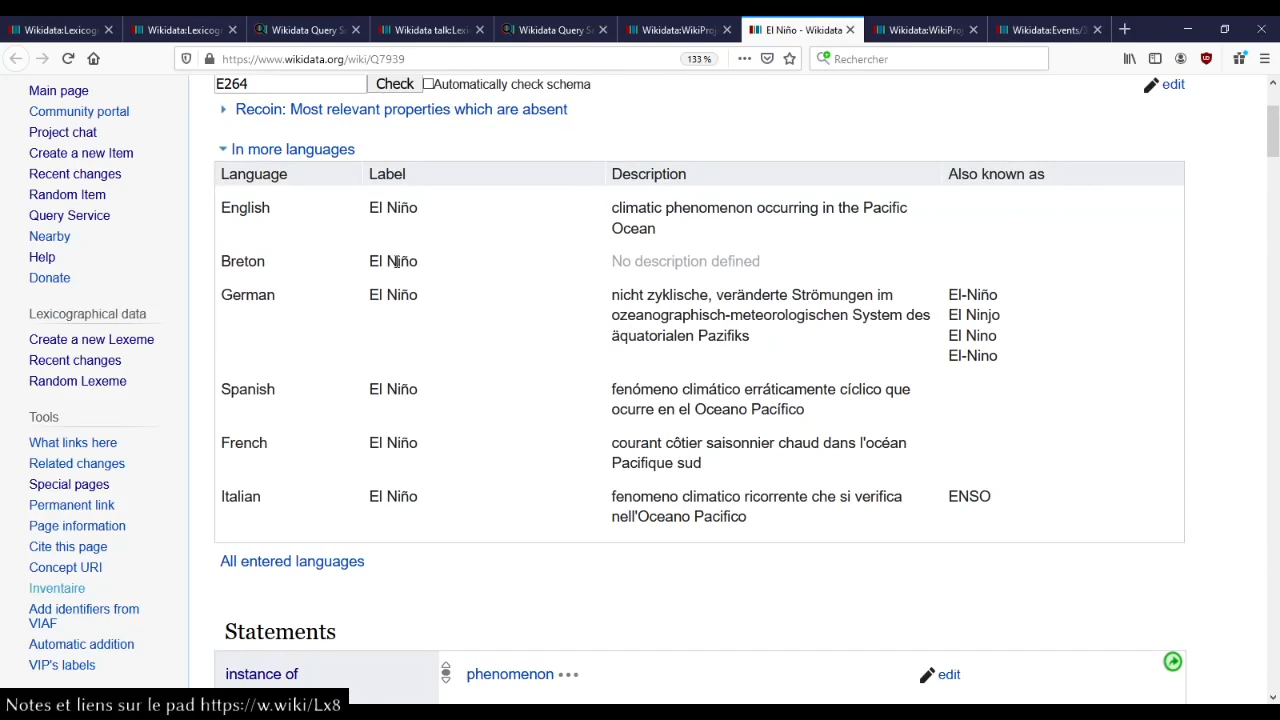 Wikidata:Lexicog
Wikidata:Lexicogr
Wikidata Query S
Wikidata talk:Lexic
Wikidata Query Se
Wikidata:WikiProj
El Niño - Wikidata
Wikidata:WikiProj
Wikidata:Events/
https://www.wikidata.org/wiki/Q7939
133 %
Rechercher
Main page
Community portal
Project chat
Create a new Item
Recent changes
Random Item
Query Service
Nearby
Help
Donate
Lexicographical data
Create a new Lexeme
Recent changes
Random Lexeme
Tools
What links here
Related changes
Special pages
Permanent link
Page information
Cite this page
Concept URI
Inventaire
Add identifiers from
VIAF
Automatic addition
VIP's labels
E264 Check Automatically check schema
edit
Recoin: Most relevant properties which are absent
In more languages
Language Label Description Also known as
English El Niño climatic phenomenon occurring in the Pacific
Ocean
Breton El Niño No description defined
German El Niño nicht zyklische, veränderte Strömungen im El-Niño
ozeanographisch-meteorologischen System des El Ninjo
äquatorialen Pazifiks El Nino
El-Nino
Spanish El Niño fenómeno climático erráticamente cíclico que
ocurre en el Oceano Pacífico
French El Niño courant côtier saisonnier chaud dans l'océan
Pacifique sud
Italian El Niño fenomeno climatico ricorrente che si verifica ENSO
nell'Oceano Pacifico
All entered languages
Statements
instance of phenomenon edit
Notes et liens sur le pad https://w.wiki/Lx8